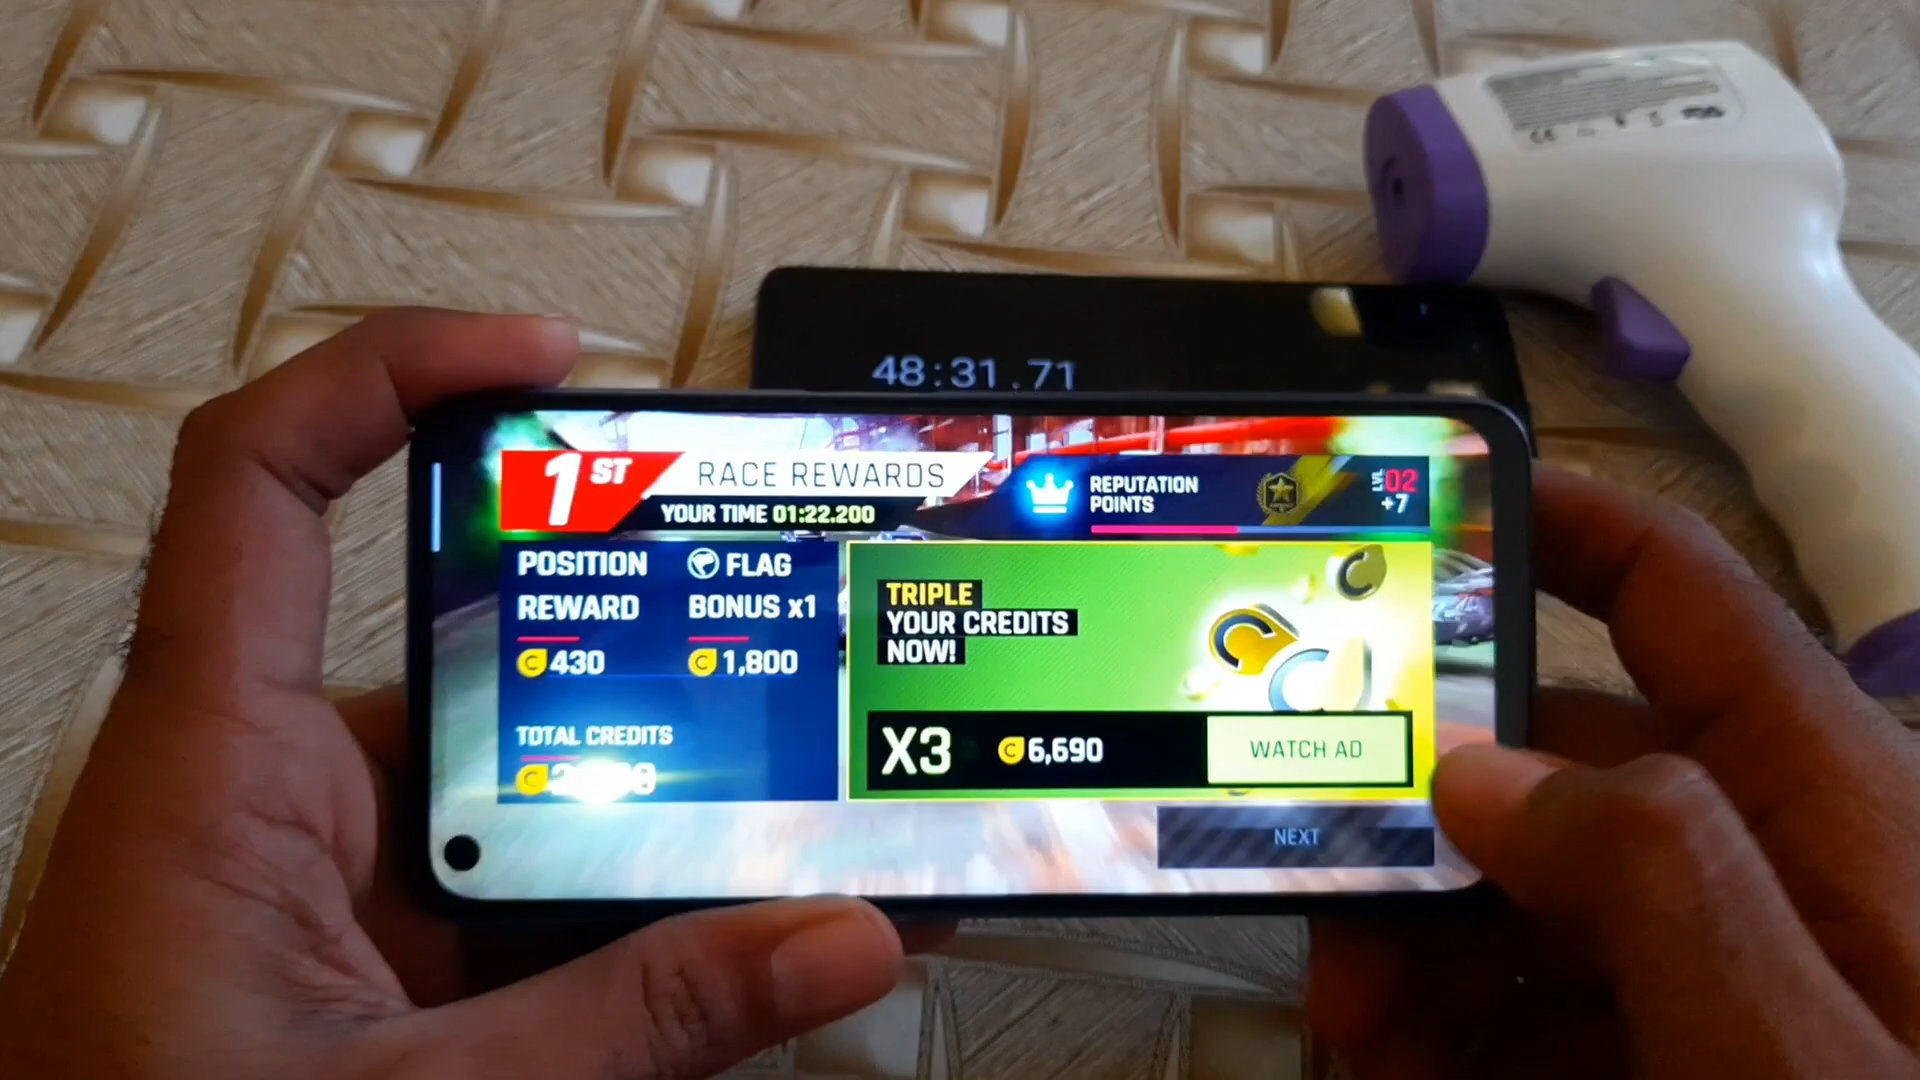 48:31.71
1ST
RACE REWARDS
YOUR TIME 01:22.200
REPUTATION
POINTS
LVL 02
+7
POSITION
REWARD
430
FLAG
BONUS x1
1,800
TOTAL CREDITS
TRIPLE
YOUR CREDITS
NOW!
X3
6,690
WATCH AD
NEXT
CE